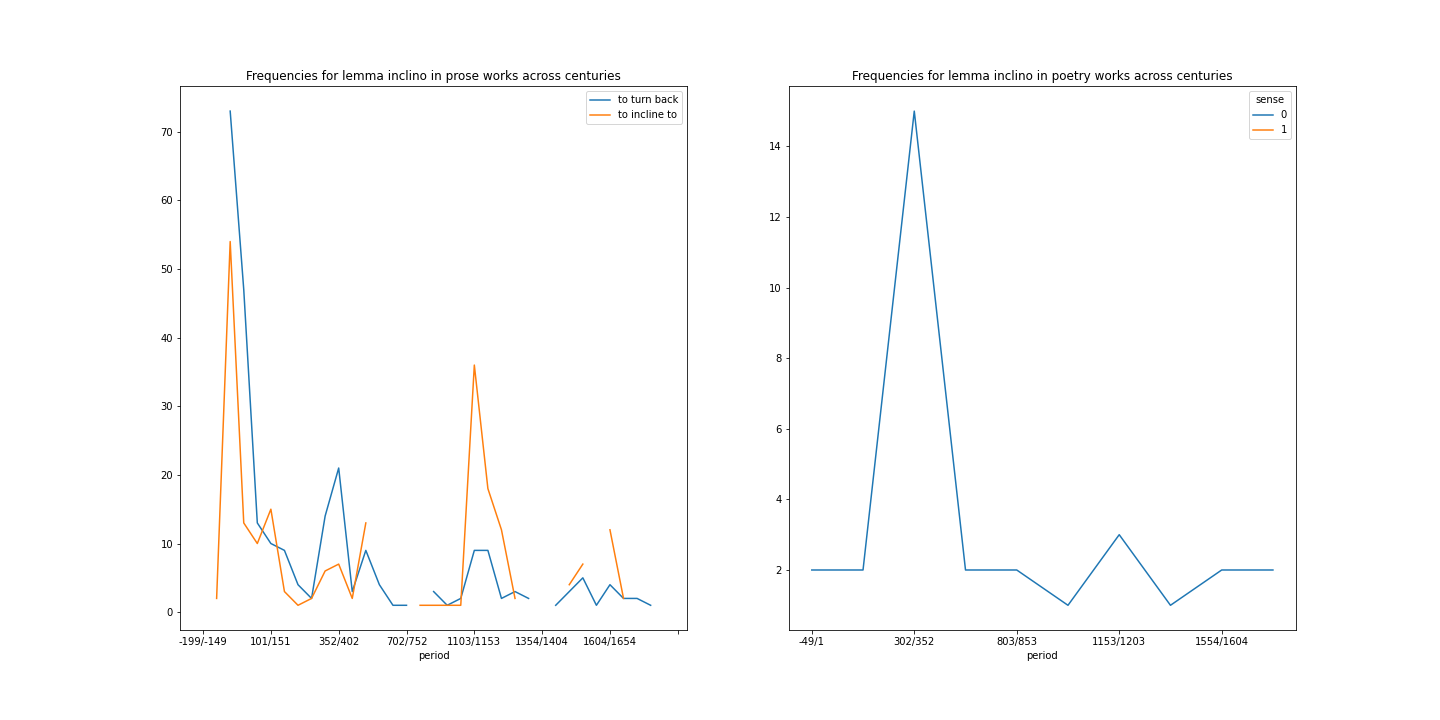 Frequencies for lemma inclino in prose works across centuries
to turn back
to incline to
70
60
50
40
30
20
10
0
-199/-149 101/151 352/402 702/752 1103/1153 1354/1404 1604/1654
period
Frequencies for lemma inclino in poetry works across centuries
sense
0
1
14
12
10
8
6
4
2
-49/1 302/352 803/853 1153/1203 1554/1604
period